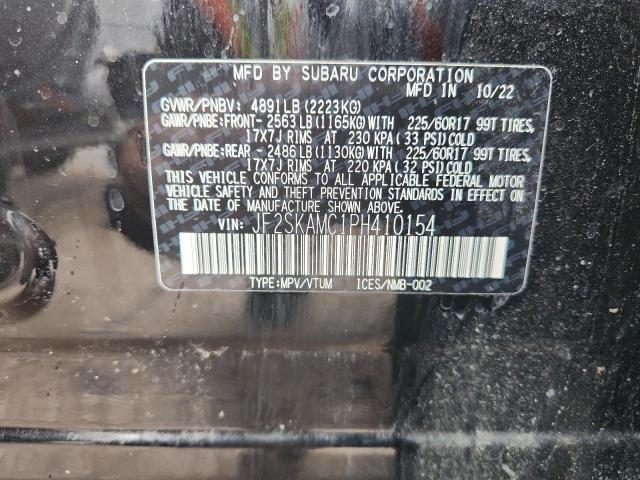 MFD BY SUBARU CORPORATION
MFD IN 10/22
GVWR/PNBV: 4891LB (2223KG)
GAWR/PNBE:FRONT- 2563LB (1165KG)WITH 225/60R17 99T TIRES,
17X7J RIMS AT 230 KPA (33 PSI)COLD
GAWR/PNBE:REAR - 2486LB (1130KG)WITH 225/60R17 99T TIRES,
17X7J RIMS AT 220 KPA (32 PSI)COLD
THIS VEHICLE CONFORMS TO ALL APPLICABLE FEDERAL MOTOR
VEHICLE SAFETY AND THEFT PREVENTION STANDARDS IN EFFECT
ON THE DATE OF MANUFACTURE SHOWN ABOVE.
VIN: JF2SKAMC1PH410154
TYPE:MPV/VTUM ICES/NMB-002